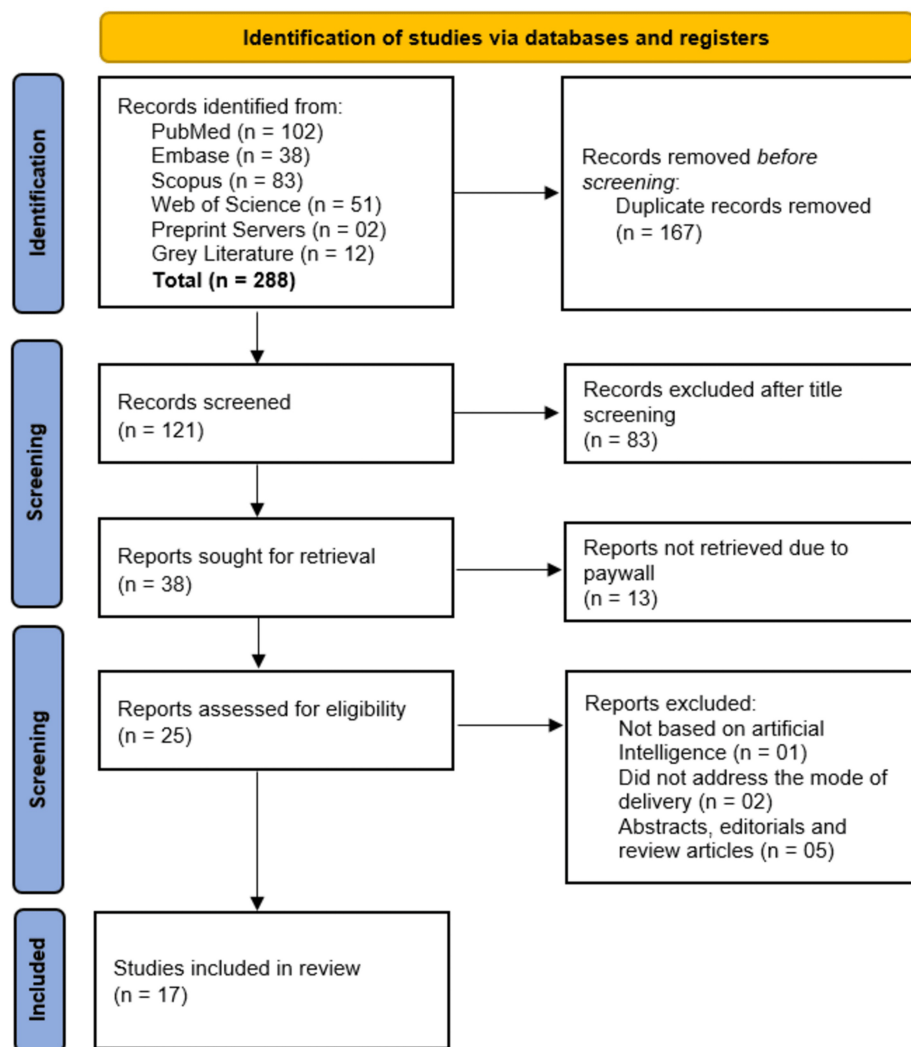 Identification of studies via databases and registers
Identification
Records identified from:
PubMed (n = 102)
Embase (n = 38)
Scopus (n = 83)
Web of Science (n = 51)
Preprint Servers (n = 02)
Grey Literature (n = 12)
Total (n = 288)
Records removed before
screening:
Duplicate records removed
(n = 167)
Screening
Records screened
(n = 121)
Records excluded after title
screening
(n = 83)
Reports sought for retrieval
(n = 38)
Reports not retrieved due to
paywall
(n = 13)
Screening
Reports assessed for eligibility
(n = 25)
Reports excluded:
Not based on artificial
Intelligence (n = 01)
Did not address the mode of
delivery (n = 02)
Abstracts, editorials and
review articles (n = 05)
Included
Studies included in review
(n = 17)